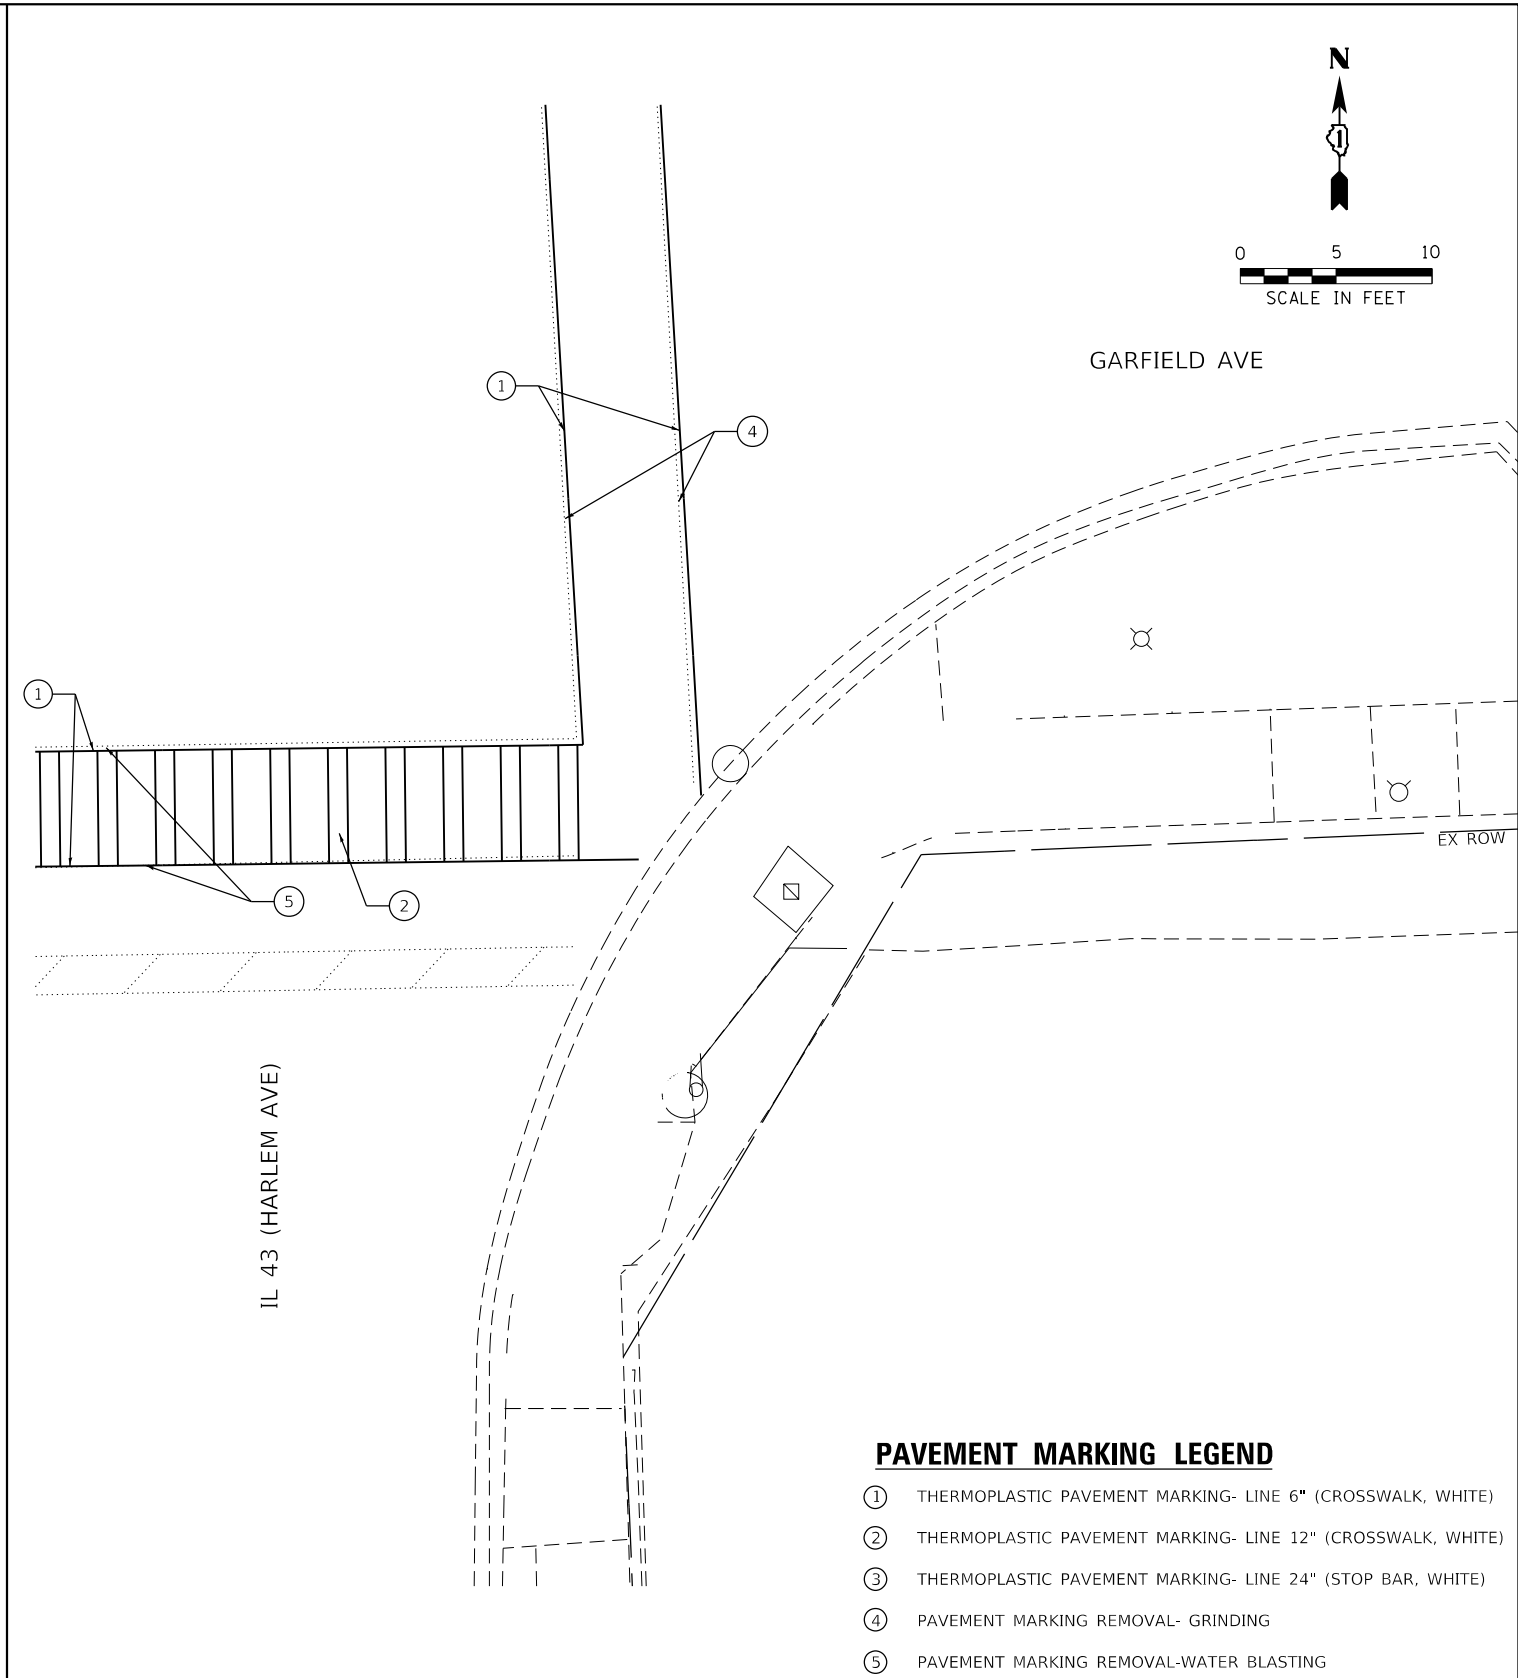 N
1
0 5 10
SCALE IN FEET
GARFIELD AVE
1
4
1
EX ROW
5
2
IL 43 (HARLEM AVE)
PAVEMENT MARKING LEGEND
1 THERMOPLASTIC PAVEMENT MARKING- LINE 6" (CROSSWALK, WHITE)
2 THERMOPLASTIC PAVEMENT MARKING- LINE 12" (CROSSWALK, WHITE)
3 THERMOPLASTIC PAVEMENT MARKING- LINE 24" (STOP BAR, WHITE)
4 PAVEMENT MARKING REMOVAL- GRINDING
5 PAVEMENT MARKING REMOVAL-WATER BLASTING